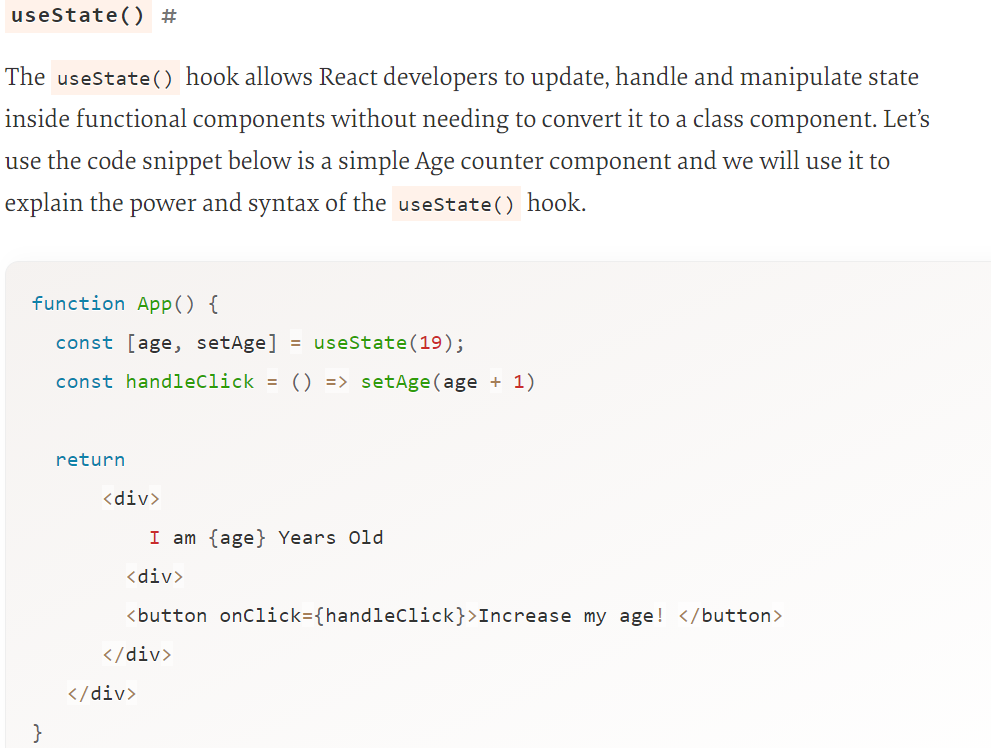 useState() #
The useState() hook allows React developers to update, handle and manipulate state
inside functional components without needing to convert it to a class component. Let’s
use the code snippet below is a simple Age counter component and we will use it to
explain the power and syntax of the useState() hook.
function App() {
  const [age, setAge] = useState(19);
  const handleClick = () => setAge(age + 1)
  return
      <div>
          I am {age} Years Old
        <div>
        <button onClick={handleClick}>Increase my age! </button>
      </div>
   </div>
}